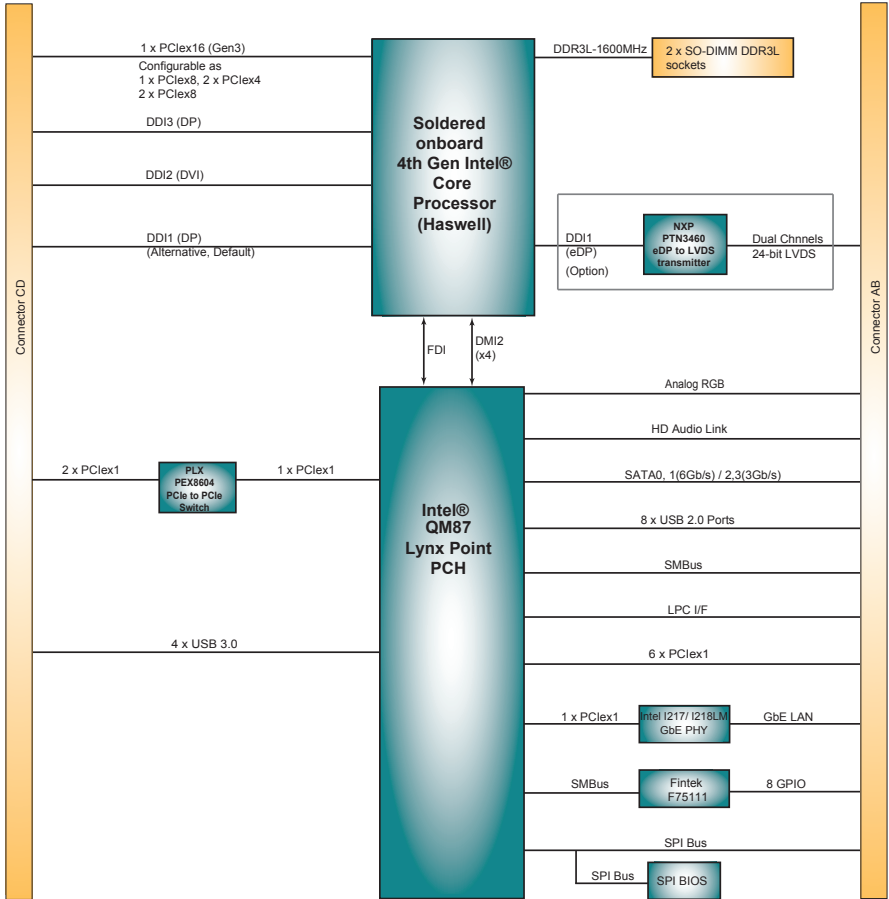 1 x PCIex16 (Gen3)
Configurable as
1 x PCIex8, 2 x PCIex4
2 x PCIex8
DDI3 (DP)
DDI2 (DVI)
DDI1 (DP)
(Alternative, Default)
Connector CD
Soldered
onboard
4th Gen Intel®
Core
Processor
(Haswell)
DDR3L-1600MHz
2 x SO-DIMM DDR3L
sockets
DDI1
(eDP)
(Option)
NXP
PTN3460
eDP to LVDS
transmitter
Dual Chnnels
24-bit LVDS
Connector AB
FDI
DMI2
(x4)
2 x PCIex1
PLX
PEX8604
PCIe to PCIe
Switch
1 x PCIex1
4 x USB 3.0
Intel®
QM87
Lynx Point
PCH
Analog RGB
HD Audio Link
SATA0, 1(6Gb/s) / 2,3(3Gb/s)
8 x USB 2.0 Ports
SMBus
LPC I/F
6 x PCIex1
1 x PCIex1
Intel I217/ I218LM
GbE PHY
GbE LAN
SMBus
Fintek
F75111
8 GPIO
SPI Bus
SPI Bus
SPI BIOS